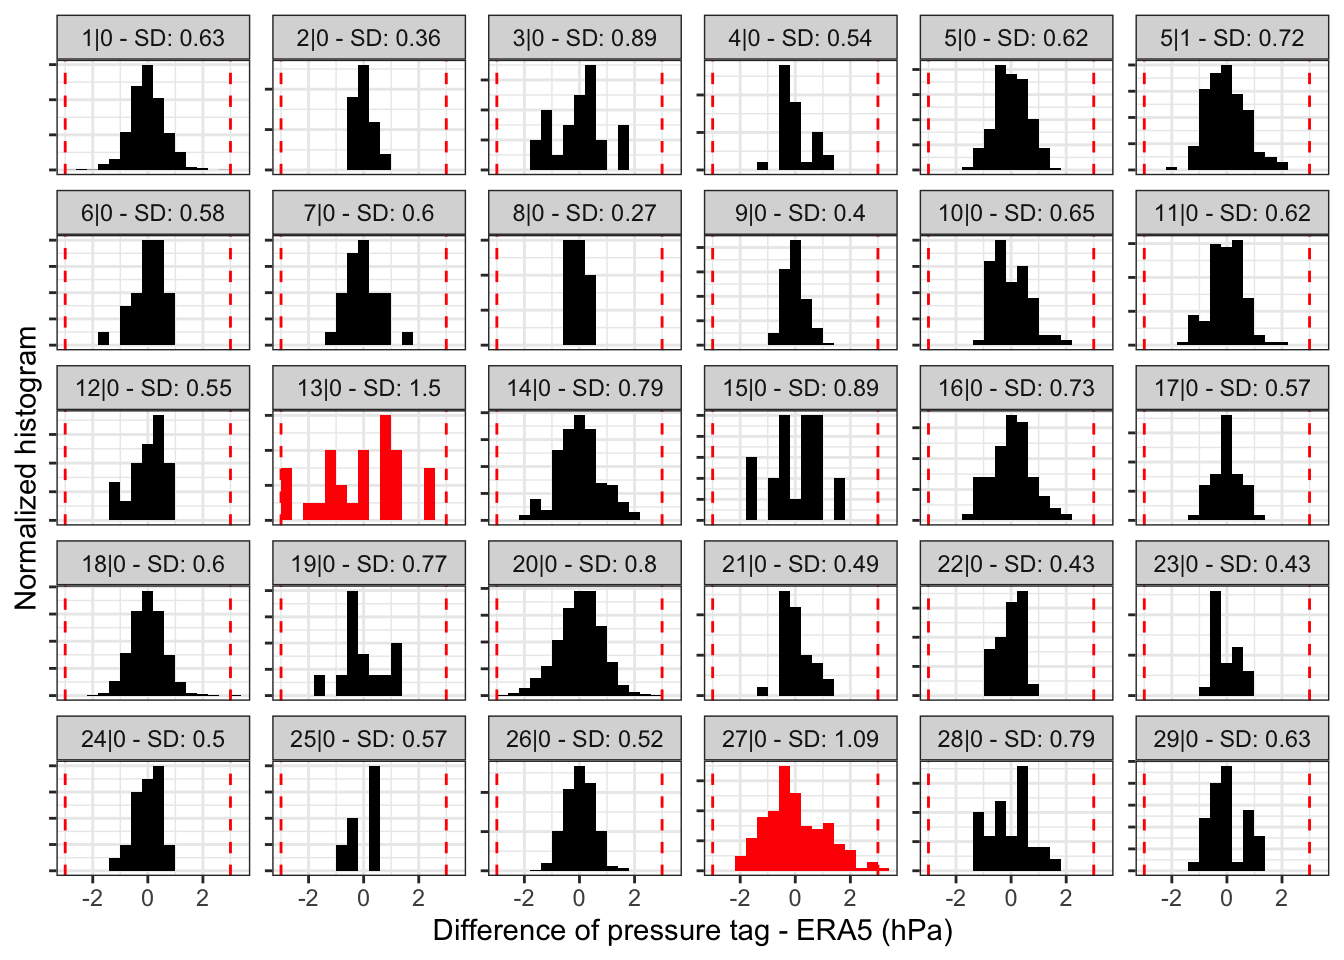 1|0 - SD: 0.63
2|0 - SD: 0.36
3|0 - SD: 0.89
4|0 - SD: 0.54
5|0 - SD: 0.62
5|1 - SD: 0.72
6|0 - SD: 0.58
7|0 - SD: 0.6
8|0 - SD: 0.27
9|0 - SD: 0.4
10|0 - SD: 0.65
11|0 - SD: 0.62
12|0 - SD: 0.55
13|0 - SD: 1.5
14|0 - SD: 0.79
15|0 - SD: 0.89
16|0 - SD: 0.73
17|0 - SD: 0.57
18|0 - SD: 0.6
19|0 - SD: 0.77
20|0 - SD: 0.8
21|0 - SD: 0.49
22|0 - SD: 0.43
23|0 - SD: 0.43
24|0 - SD: 0.5
25|0 - SD: 0.57
26|0 - SD: 0.52
27|0 - SD: 1.09
28|0 - SD: 0.79
29|0 - SD: 0.63
Normalized histogram
-2 0 2 -2 0 2 -2 0 2 -2 0 2 -2 0 2 -2 0 2
Difference of pressure tag - ERA5 (hPa)